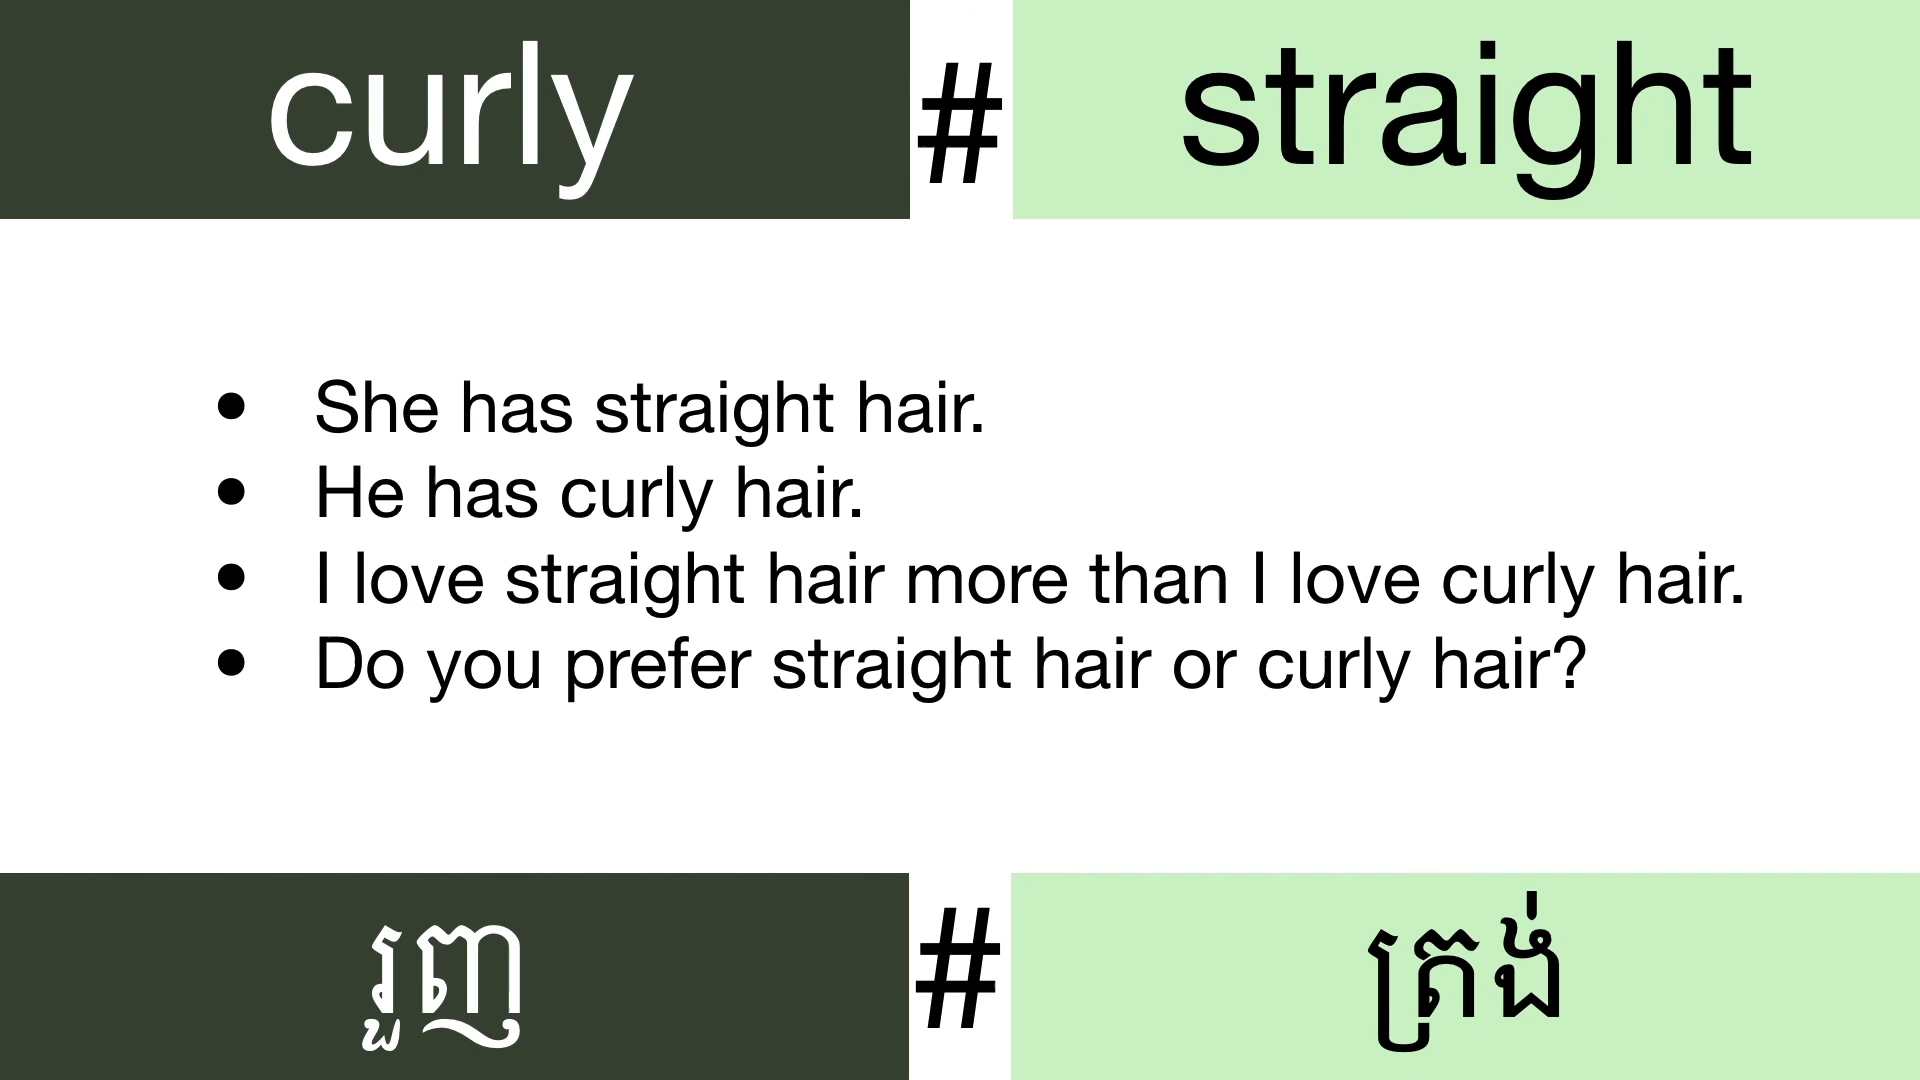 curly # straight
• She has straight hair.
• He has curly hair.
• I love straight hair more than I love curly hair.
• Do you prefer straight hair or curly hair?
រួញ # ត្រង់